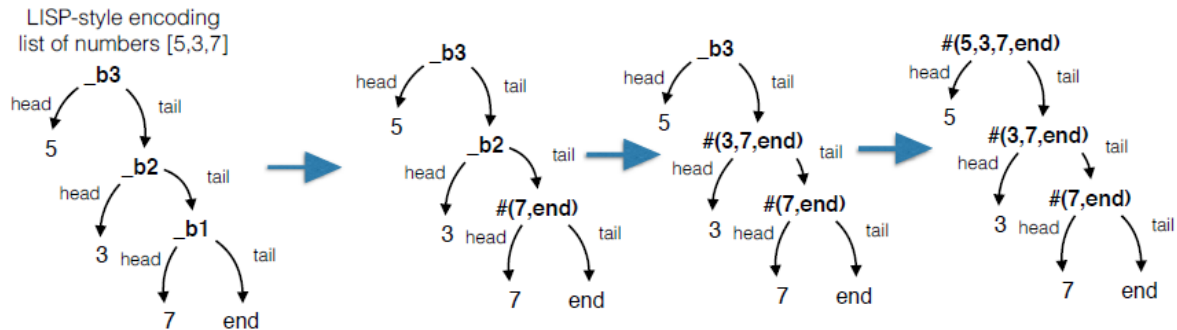 LISP-style encoding
list of numbers [5,3,7]
_b3
head
tail
5
_b2
head
tail
3
_b1
head
tail
7
end
_b3
head
tail
5
_b2
head
tail
3
#(7,end)
head
tail
7
end
_b3
head
tail
5
#(3,7,end)
head
tail
3
#(7,end)
head
tail
7
end
#(5,3,7,end)
head
tail
5
#(3,7,end)
head
tail
3
#(7,end)
head
tail
7
end